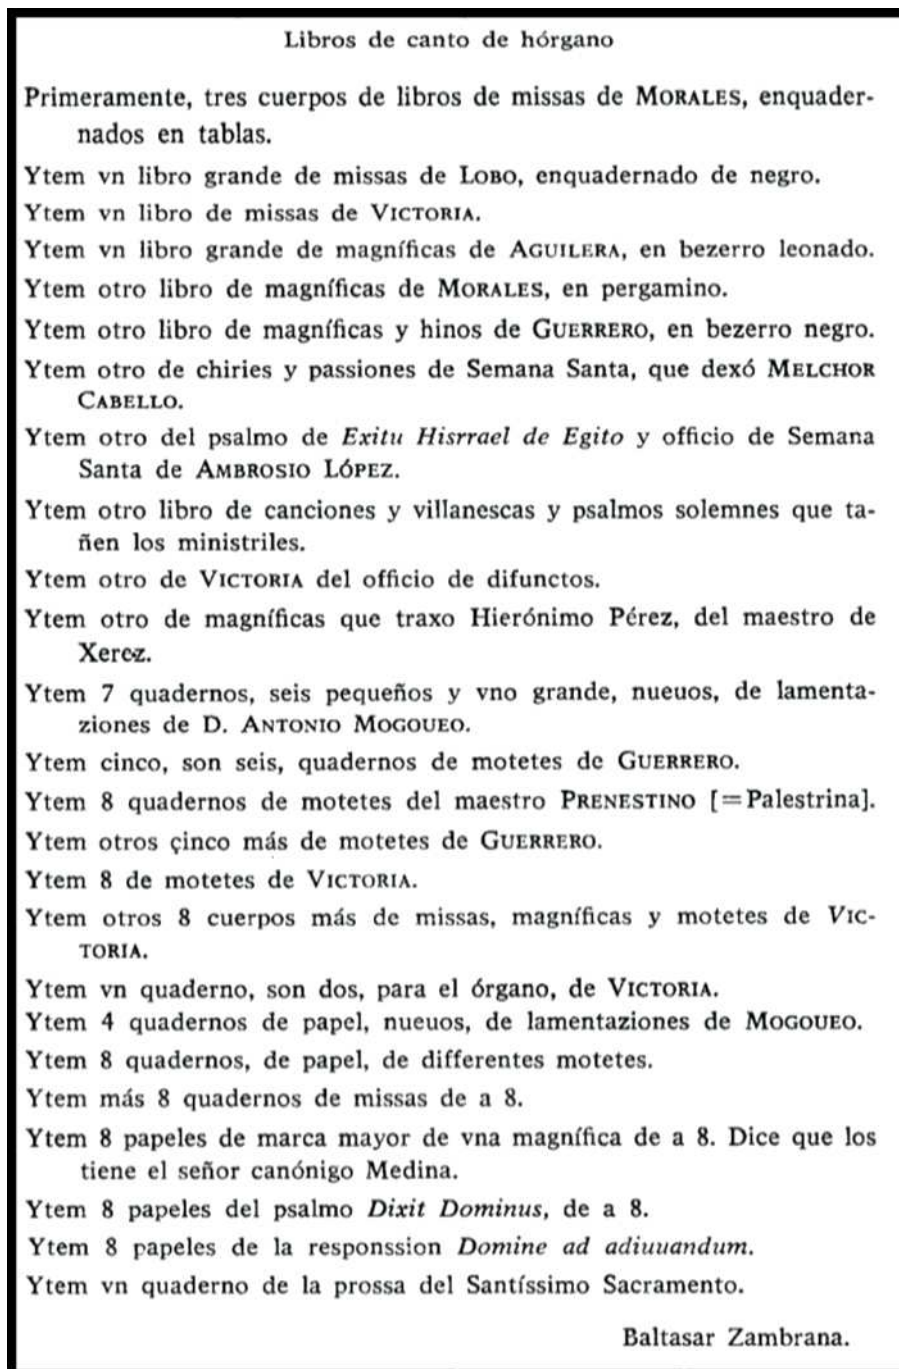 Libros de canto de hórgano
Primeramente, tres cuerpos de libros de missas de MORALES, enquader-
nados en tablas.
Ytem vn libro grande de missas de LOBO, enquadernado de negro.
Ytem vn libro de missas de VICTORIA.
Ytem vn libro grande de magníficas de AGUILERA, en bezerro leonado.
Ytem otro libro de magníficas de MORALES, en pergamino.
Ytem otro libro de magníficas y hinos de GUERRERO, en bezerro negro.
Ytem otro de chiries y passiones de Semana Santa, que dexó MELCHOR
CABELLO.
Ytem otro del psalmo de Exitu Hisrrael de Egito y officio de Semana
Santa de AMBROSIO LÓPEZ.
Ytem otro libro de canciones y villanescas y psalmos solemnes que ta-
ñen los ministriles.
Ytem otro de VICTORIA del officio de difunctos.
Ytem otro de magníficas que traxo Hierónimo Pérez, del maestro de
Xerez.
Ytem 7 quadernos, seis pequeños y vno grande, nueuos, de lamenta-
ziones de D. ANTONIO MOGOUEO.
Ytem cinco, son seis, quadernos de motetes de GUERRERO.
Ytem 8 quadernos de motetes del maestro PRENESTINO [=Palestrina].
Ytem otros çinco más de motetes de GUERRERO.
Ytem 8 de motetes de VICTORIA.
Ytem otros 8 cuerpos más de missas, magníficas y motetes de VIC-
TORIA.
Ytem vn quaderno, son dos, para el órgano, de VICTORIA.
Ytem 4 quadernos de papel, nueuos, de lamentaziones de MOGOUEO.
Ytem 8 quadernos, de papel, de differentes motetes.
Ytem más 8 quadernos de missas de a 8.
Ytem 8 papeles de marca mayor de vna magnífica de a 8. Dice que los
tiene el señor canónigo Medina.
Ytem 8 papeles del psalmo Dixit Dominus, de a 8.
Ytem 8 papeles de la responssion Domine ad adiuuandum.
Ytem vn quaderno de la prossa del Santíssimo Sacramento.
Baltasar Zambrana.